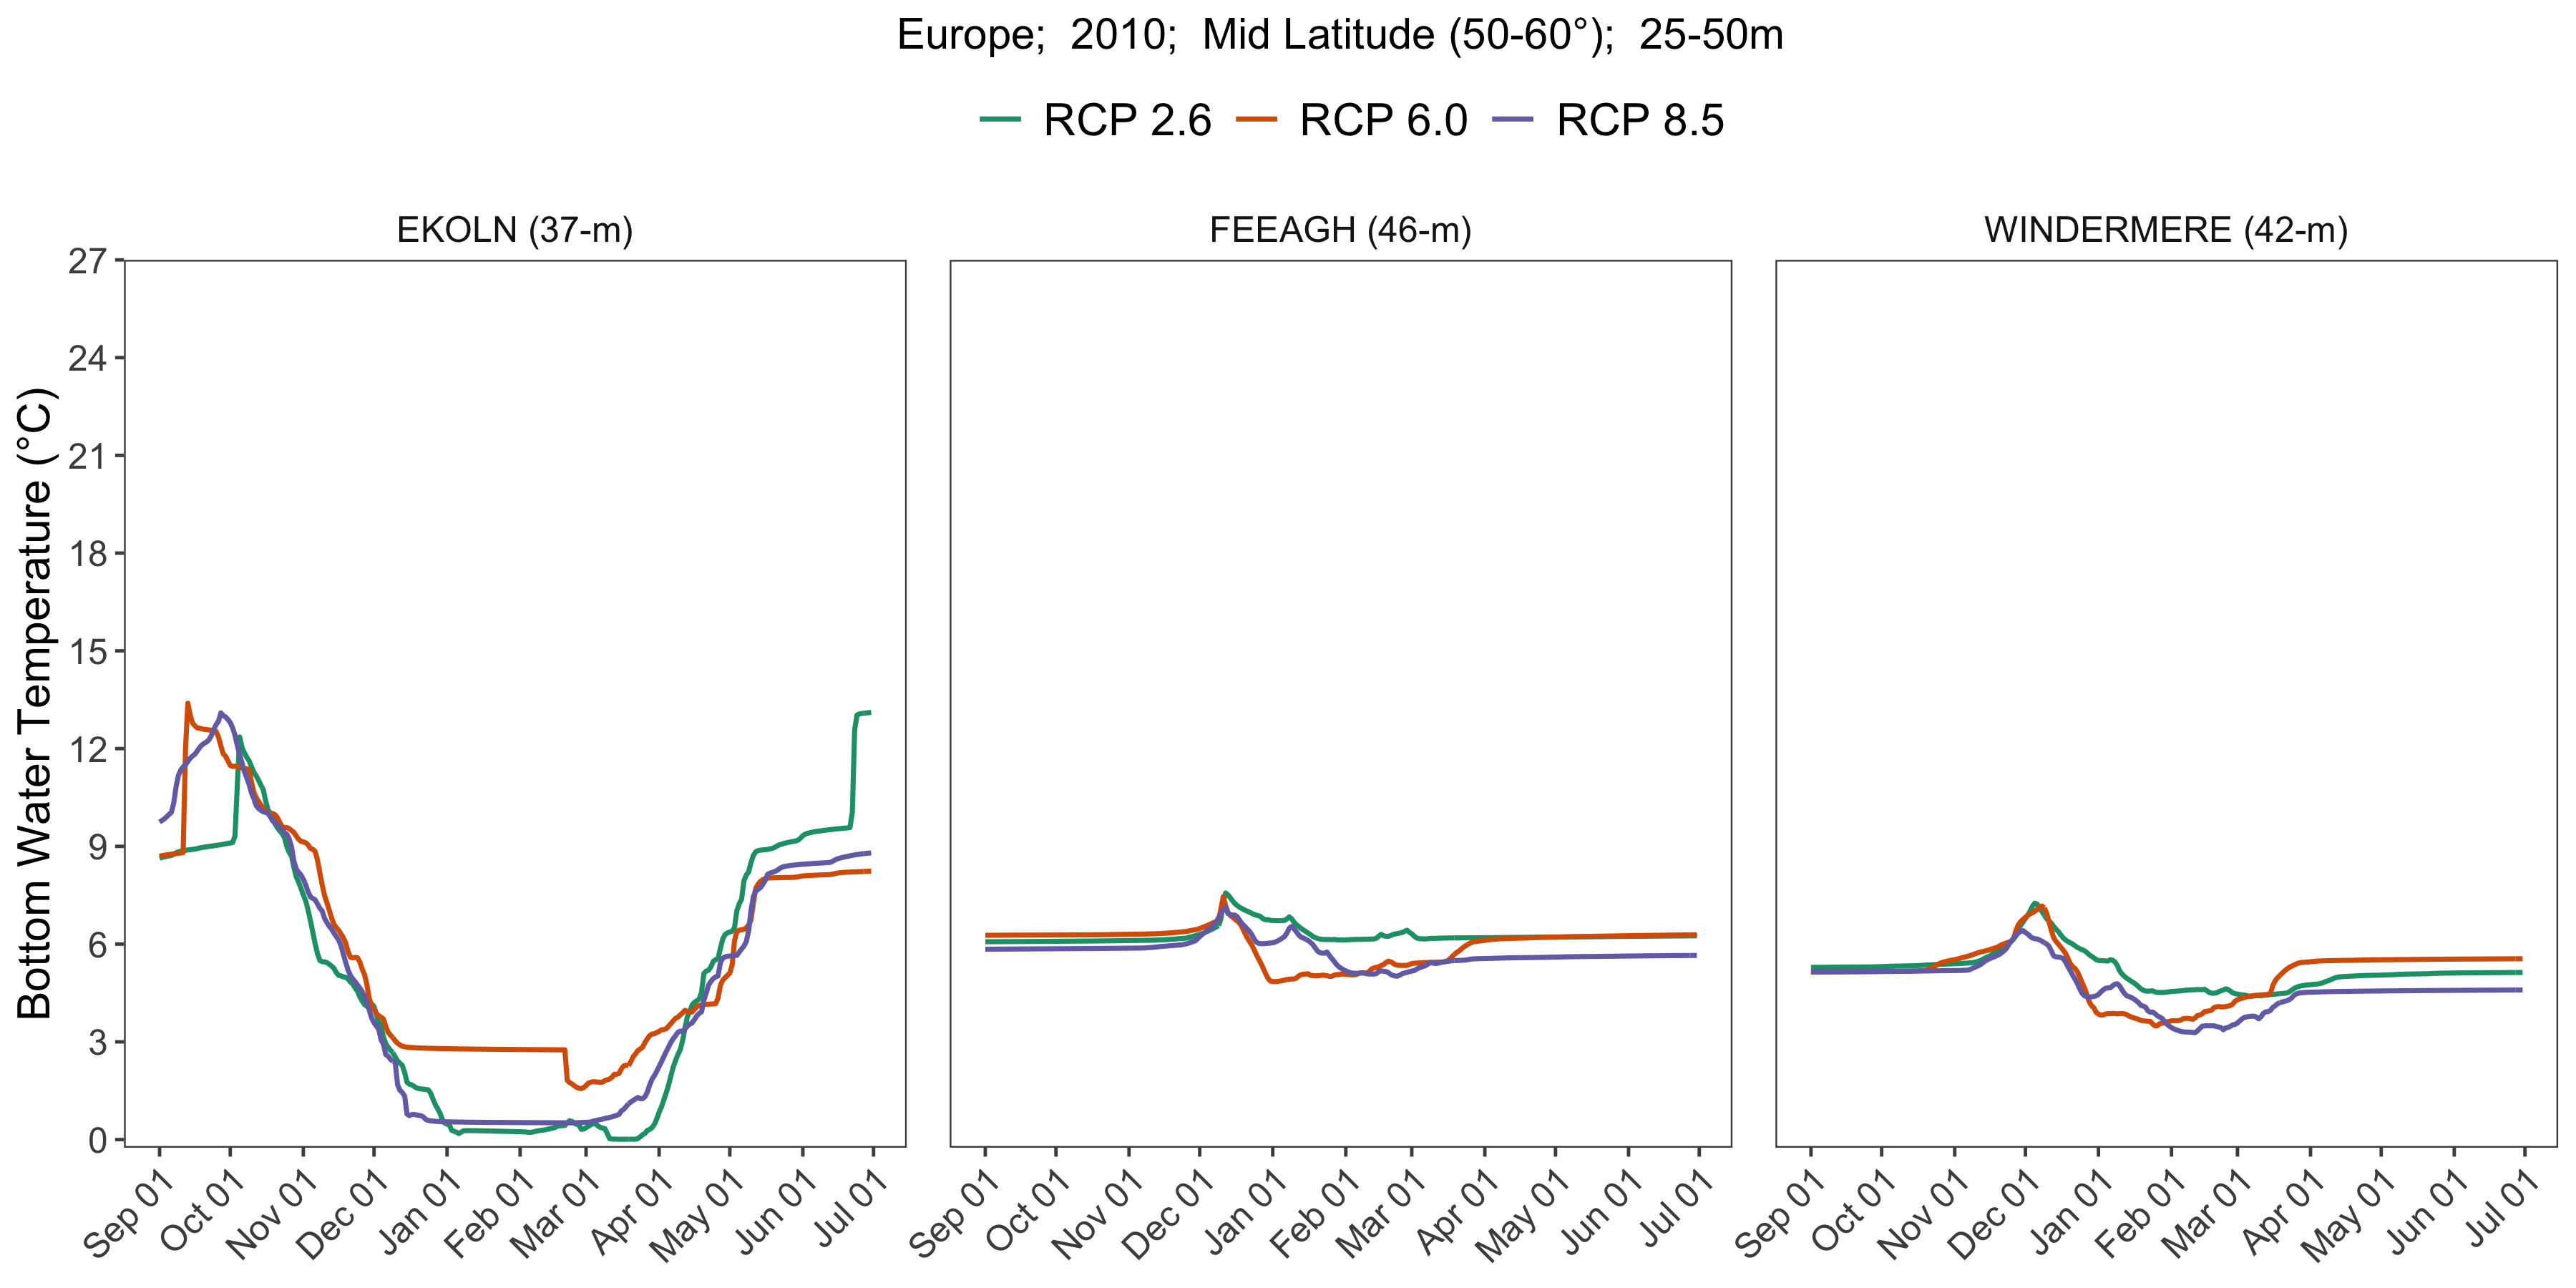 Europe;  2010;  Mid Latitude (50-60°);  25-50m
RCP 2.6 RCP 6.0 RCP 8.5
EKOLN (37-m) FEEAGH (46-m) WINDERMERE (42-m)
Bottom Water Temperature (°C)
27
24
21
18
15
12
9
6
3
0
Sep 01 Oct 01 Nov 01 Dec 01 Jan 01 Feb 01 Mar 01 Apr 01 May 01 Jun 01 Jul 01
Sep 01 Oct 01 Nov 01 Dec 01 Jan 01 Feb 01 Mar 01 Apr 01 May 01 Jun 01 Jul 01
Sep 01 Oct 01 Nov 01 Dec 01 Jan 01 Feb 01 Mar 01 Apr 01 May 01 Jun 01 Jul 01